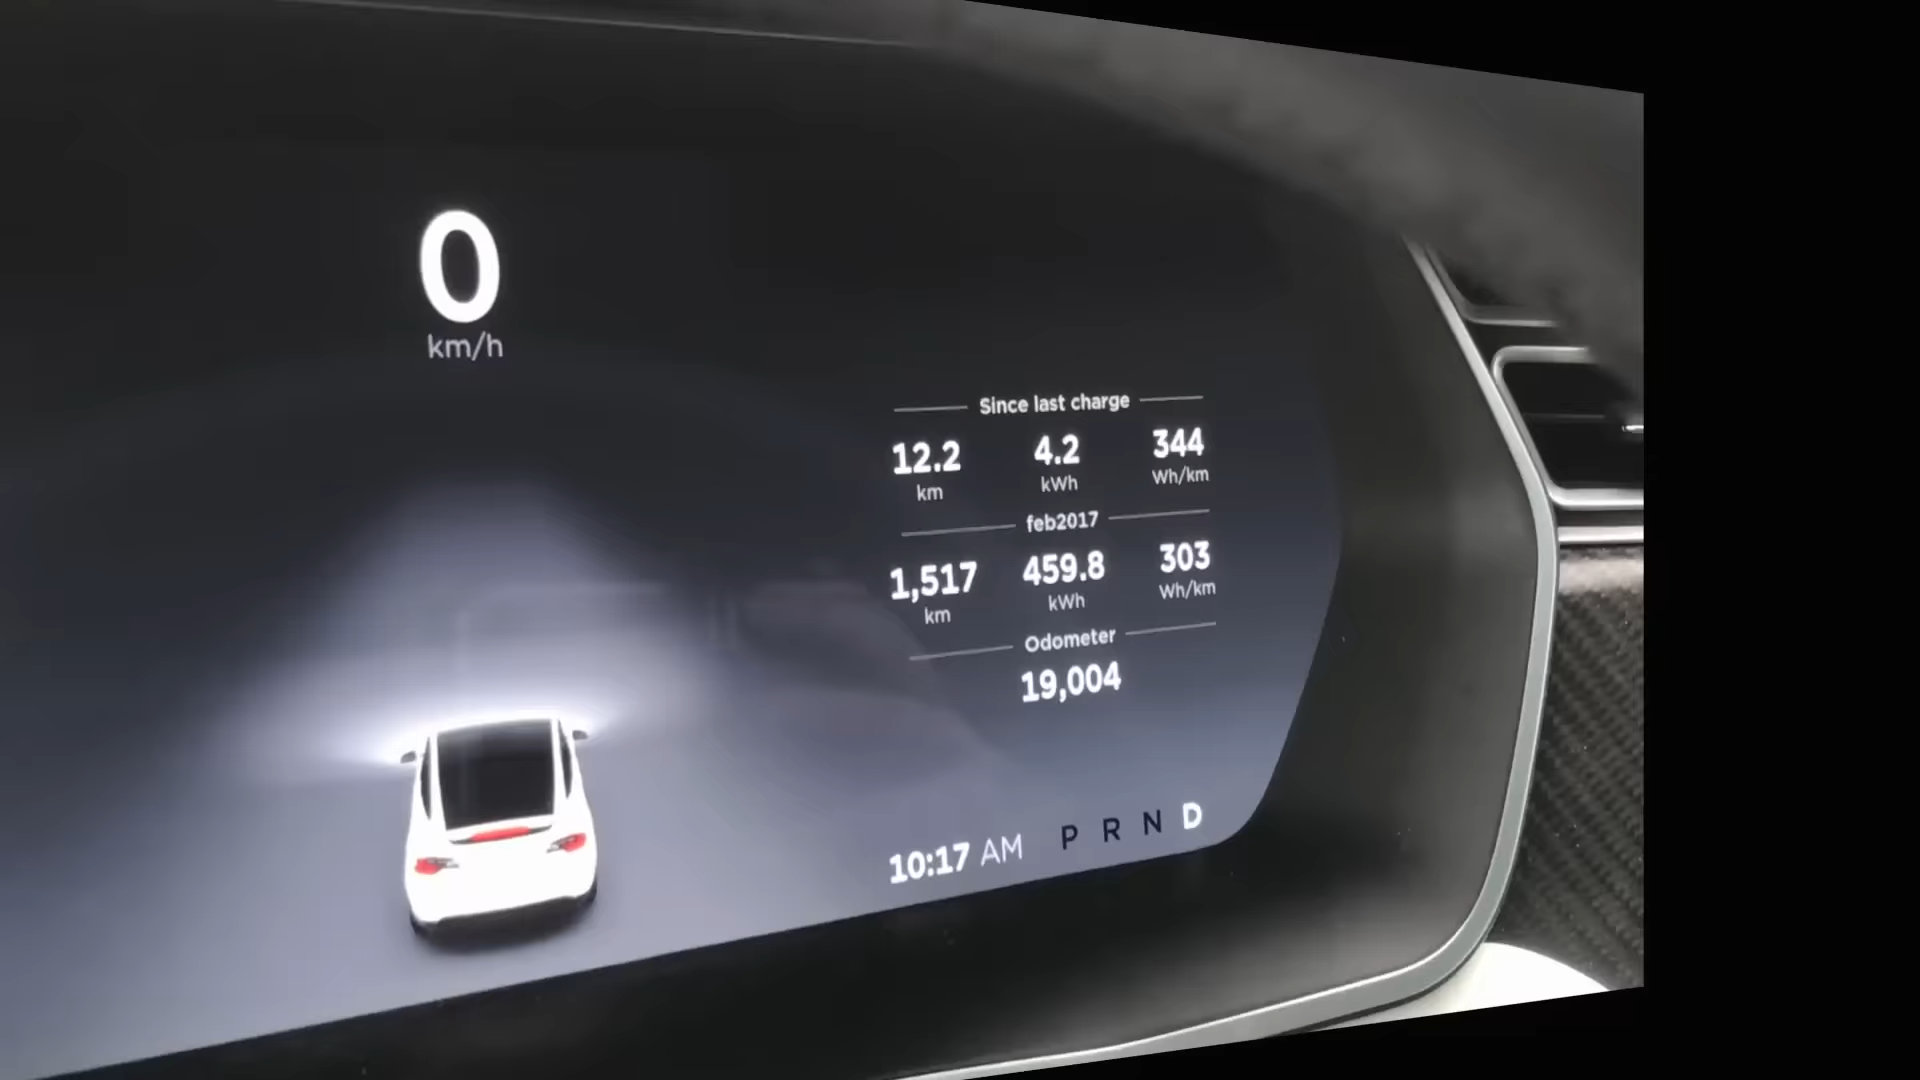 0
km/h
Since last charge
12.2 4.2 344
km kWh Wh/km
feb2017
1,517 459.8 303
km kWh Wh/km
Odometer
19,004
10:17 AM P R N D